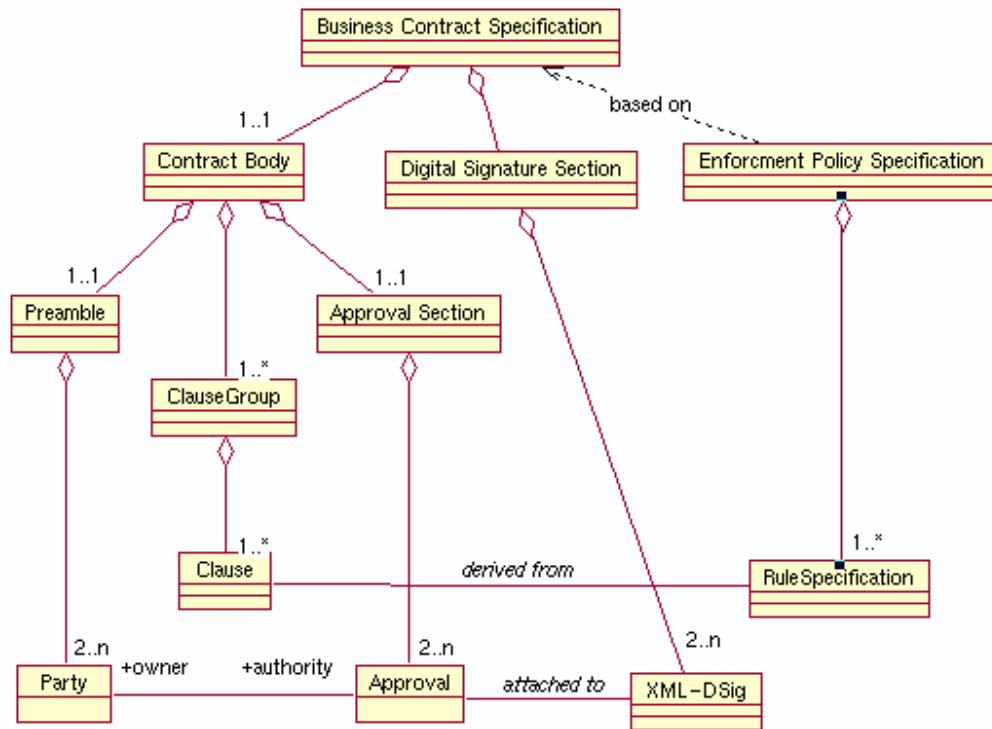 Business Contract Specification
based on
1..1
Contract Body
Digital Signature Section
Enforcment Policy Specification
1..1
1..1
Preamble
Approval Section
1..*
ClauseGroup
1..*
1..*
Clause
derived from
RuleSpecification
2..n
2..n
2..n
+owner
+authority
Party
Approval
attached to
XML-DSig